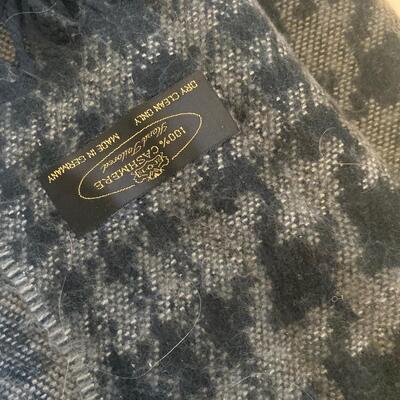 100% CASHMERE
Hand Tailored
MADE IN GERMANY
DRY CLEAN ONLY